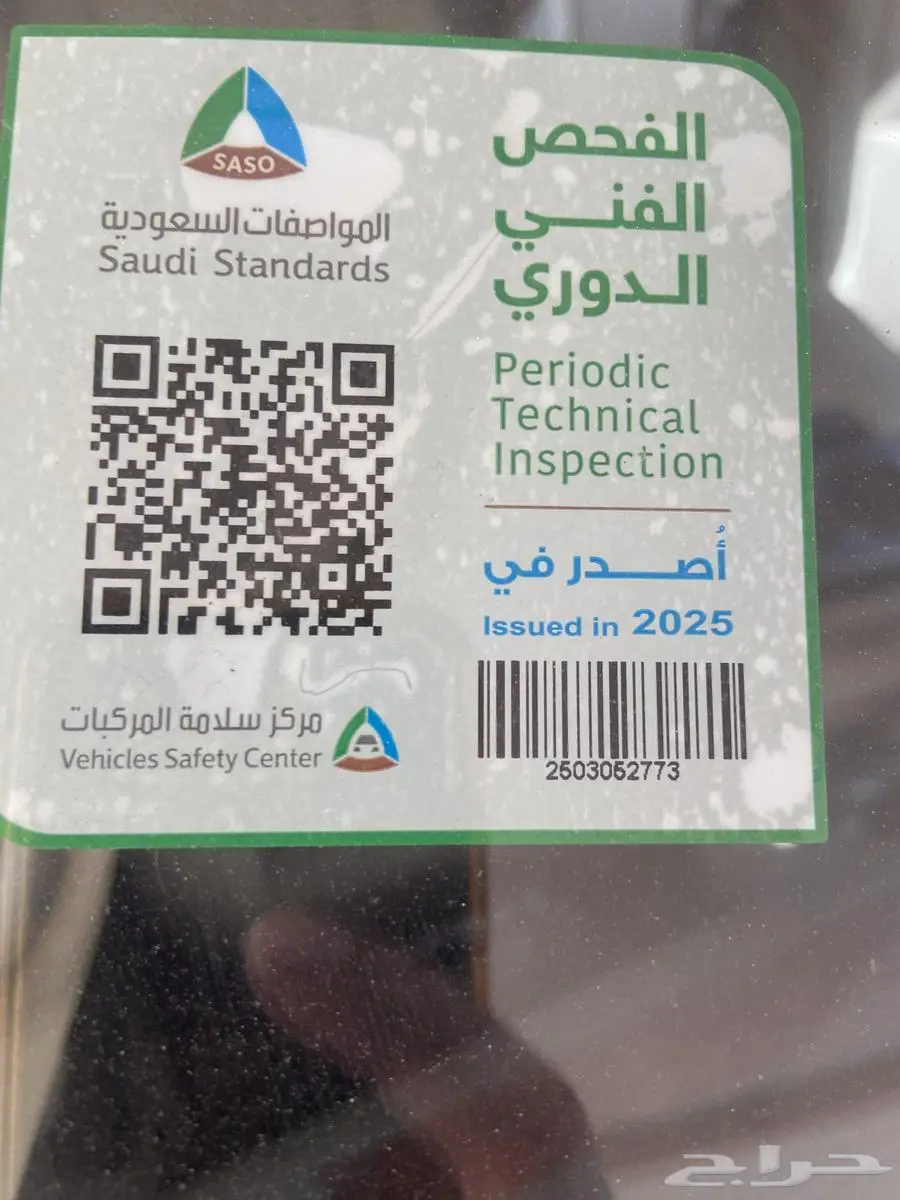 SASO
المواصفات السعودية
Saudi Standards
الفحص
الفني
الدوري
Periodic
Technical
Inspection
أُصدر في
Issued in 2025
2503052773
مركز سلامة المركبات
Vehicles Safety Center
حراج